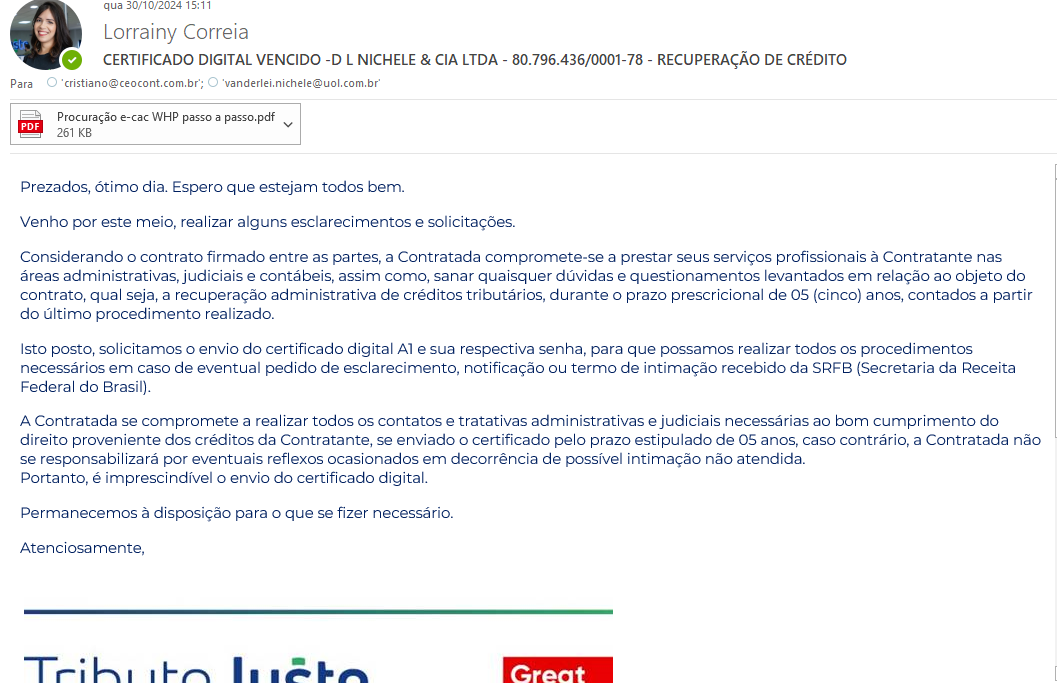 qua 30/10/2024 15:11
Lorrainy Correia
CERTIFICADO DIGITAL VENCIDO -D L NICHELE & CIA LTDA - 80.796.436/0001-78 - RECUPERAÇÃO DE CRÉDITO
Para 'cristiano@ceocont.com.br'; 'vanderlei.nichele@uol.com.br'
PDF
Procuração e-cac WHP passo a passo.pdf
261 KB
Prezados, ótimo dia. Espero que estejam todos bem.
Venho por este meio, realizar alguns esclarecimentos e solicitações.
Considerando o contrato firmado entre as partes, a Contratada compromete-se a prestar seus serviços profissionais à Contratante nas
áreas administrativas, judiciais e contábeis, assim como, sanar quaisquer dúvidas e questionamentos levantados em relação ao objeto do
contrato, qual seja, a recuperação administrativa de créditos tributários, durante o prazo prescricional de 05 (cinco) anos, contados a partir
do último procedimento realizado.
Isto posto, solicitamos o envio do certificado digital A1 e sua respectiva senha, para que possamos realizar todos os procedimentos
necessários em caso de eventual pedido de esclarecimento, notificação ou termo de intimação recebido da SRFB (Secretaria da Receita
Federal do Brasil).
A Contratada se compromete a realizar todos os contatos e tratativas administrativas e judiciais necessárias ao bom cumprimento do
direito proveniente dos créditos da Contratante, se enviado o certificado pelo prazo estipulado de 05 anos, caso contrário, a Contratada não
se responsabilizará por eventuais reflexos ocasionados em decorrência de possível intimação não atendida.
Portanto, é imprescindível o envio do certificado digital.
Permanecemos à disposição para o que se fizer necessário.
Atenciosamente,
Tributo Justo
Great